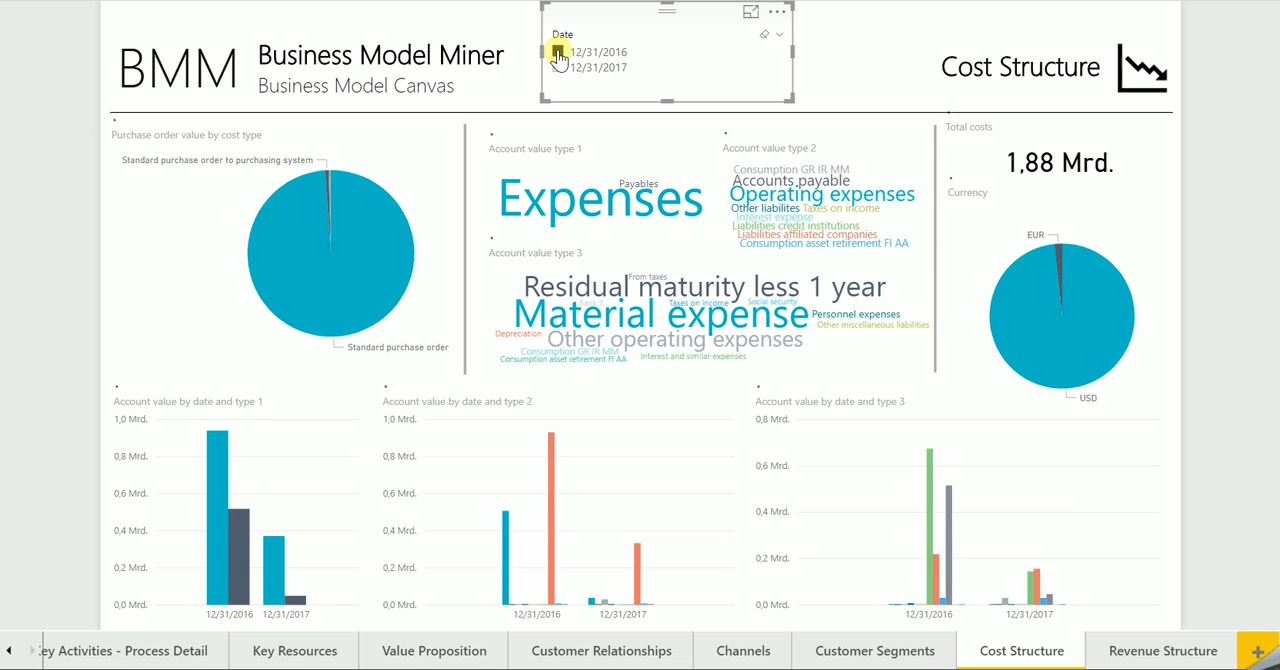 Date
12/31/2016
12/31/2017
BMM
Business Model Miner
Business Model Canvas
Cost Structure
Purchase order value by cost type
Standard purchase order to purchasing system
Standard purchase order
Account value type 1
Payables
Expenses
Account value type 2
Consumption GR IR MM
Accounts payable
Operating expenses
Other liabilites Taxes on income
Interest expense
Liabilities credit institutions
Liabilities affiliated companies
Consumption asset retirement FI AA
Account value type 3
From taxes
Residual maturity less 1 year
Bank 3
Taxes on income
Social security
Material expense
Personnel expenses
Other miscellaneous liabilities
Depreciation
Other operating expenses
Consumption GR IR MM
Interest and similar expenses
Consumption asset retirement FI AA
Total costs
1,88 Mrd.
Currency
EUR
USD
Account value by date and type 1
1,0 Mrd.
0,8 Mrd.
0,6 Mrd.
0,4 Mrd.
0,2 Mrd.
0,0 Mrd.
12/31/2016 12/31/2017
Account value by date and type 2
1,0 Mrd.
0,8 Mrd.
0,6 Mrd.
0,4 Mrd.
0,2 Mrd.
0,0 Mrd.
12/31/2016 12/31/2017
Account value by date and type 3
0,8 Mrd.
0,6 Mrd.
0,4 Mrd.
0,2 Mrd.
0,0 Mrd.
12/31/2016 12/31/2017
ey Activities - Process Detail Key Resources Value Proposition Customer Relationships Channels Customer Segments Cost Structure Revenue Structure